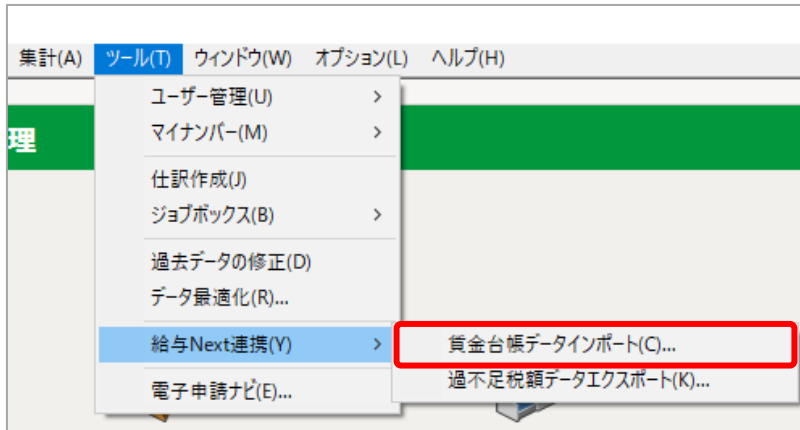 集計(A) ツール(T) ウィンドウ(W) オプション(L) ヘルプ(H)
理
ユーザー管理(U)
マイナンバー(M)
仕訳作成(J)
ジョブボックス(B)
過去データの修正(D)
データ最適化(R)...
給与Next連携(Y)
賃金台帳データインポート(C)...
過不足税額データエクスポート(K)...
電子申請ナビ(E)...